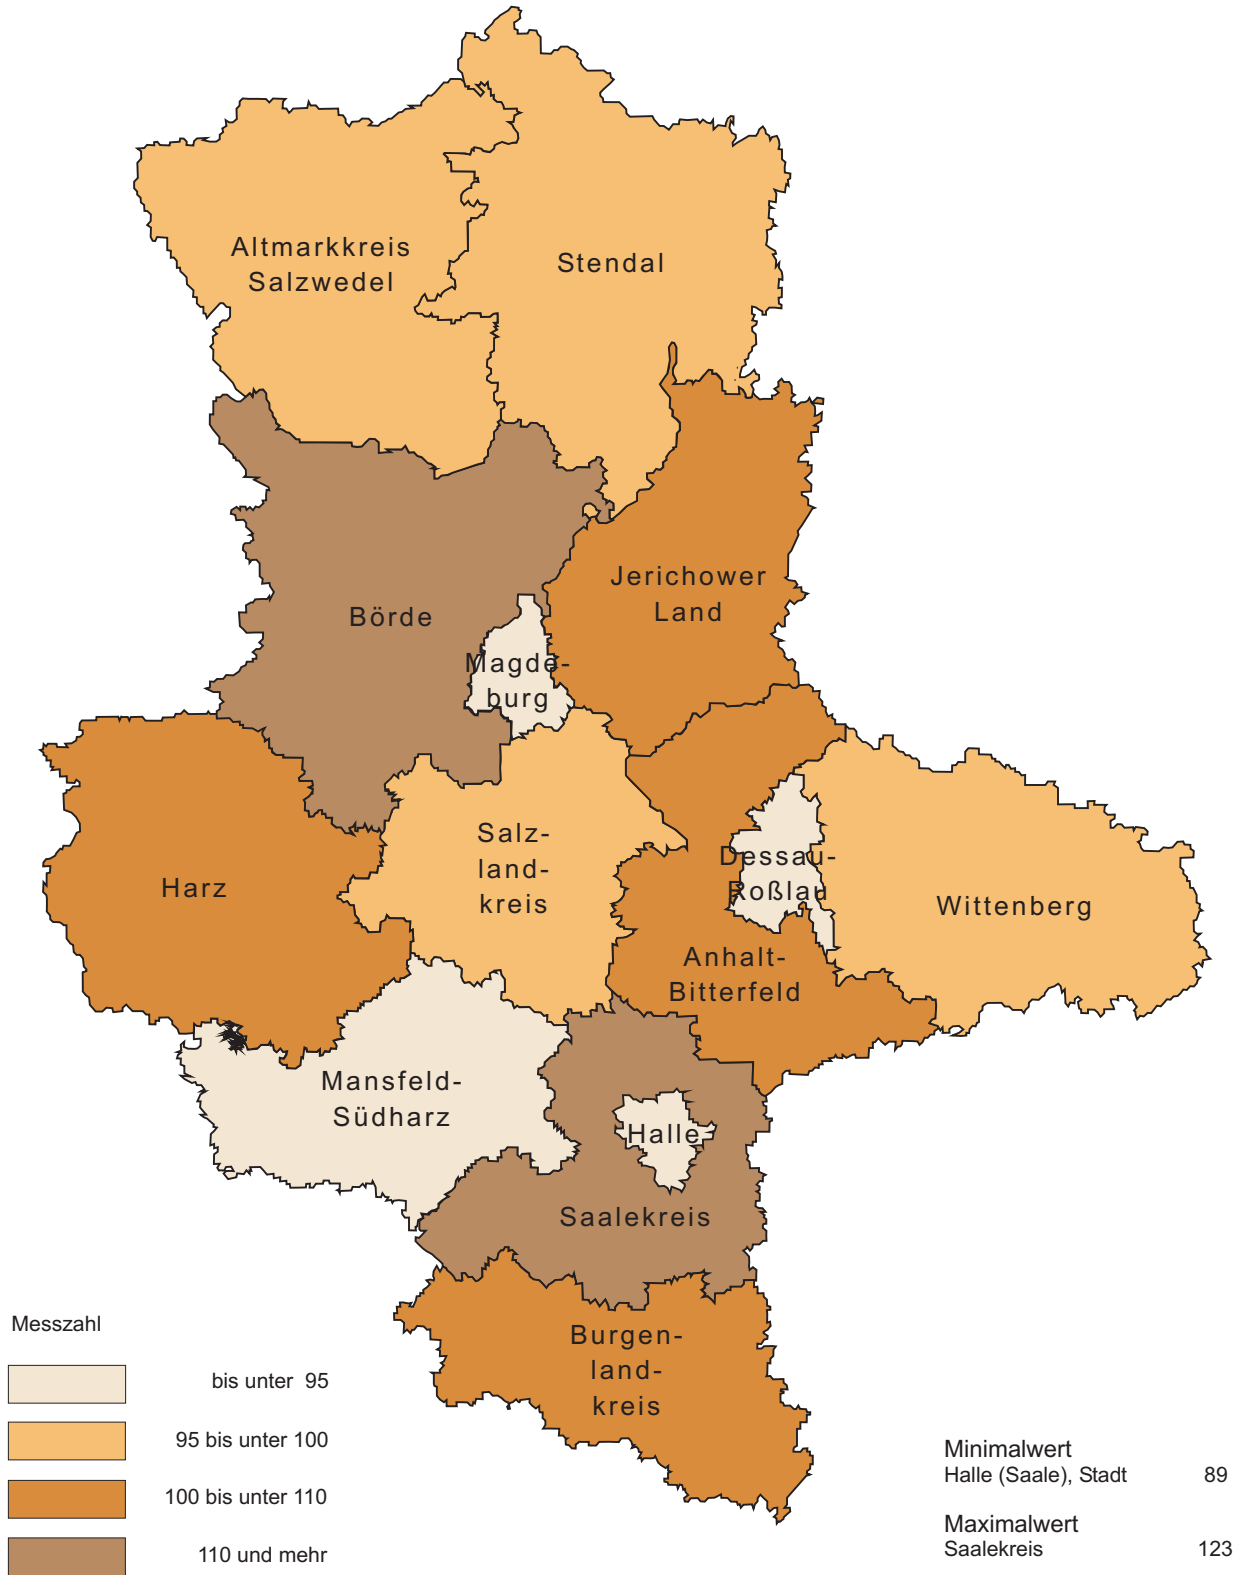 Altmarkkreis
Salzwedel
Stendal
Jerichower
Land
Börde
Magde-
burg
Salz-
land-
kreis
Harz
Dessau-
Roßlau
Wittenberg
Anhalt-
Bitterfeld
Mansfeld-
Südharz
Halle
Saalekreis
Burgen-
land-
kreis
Messzahl
bis unter 95
95 bis unter 100
100 bis unter 110
110 und mehr
Minimalwert
Halle (Saale), Stadt 89
Maximalwert
Saalekreis 123